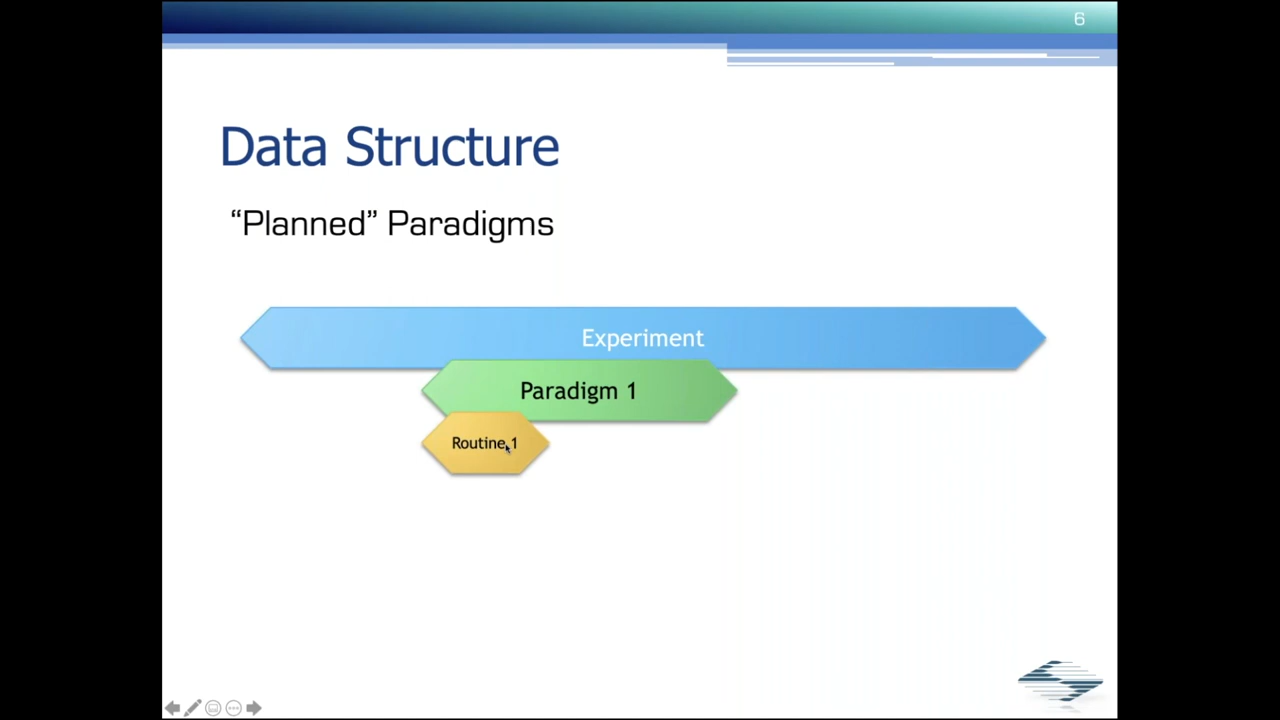 6
Data Structure
“Planned” Paradigms
Experiment
Paradigm 1
Routine 1